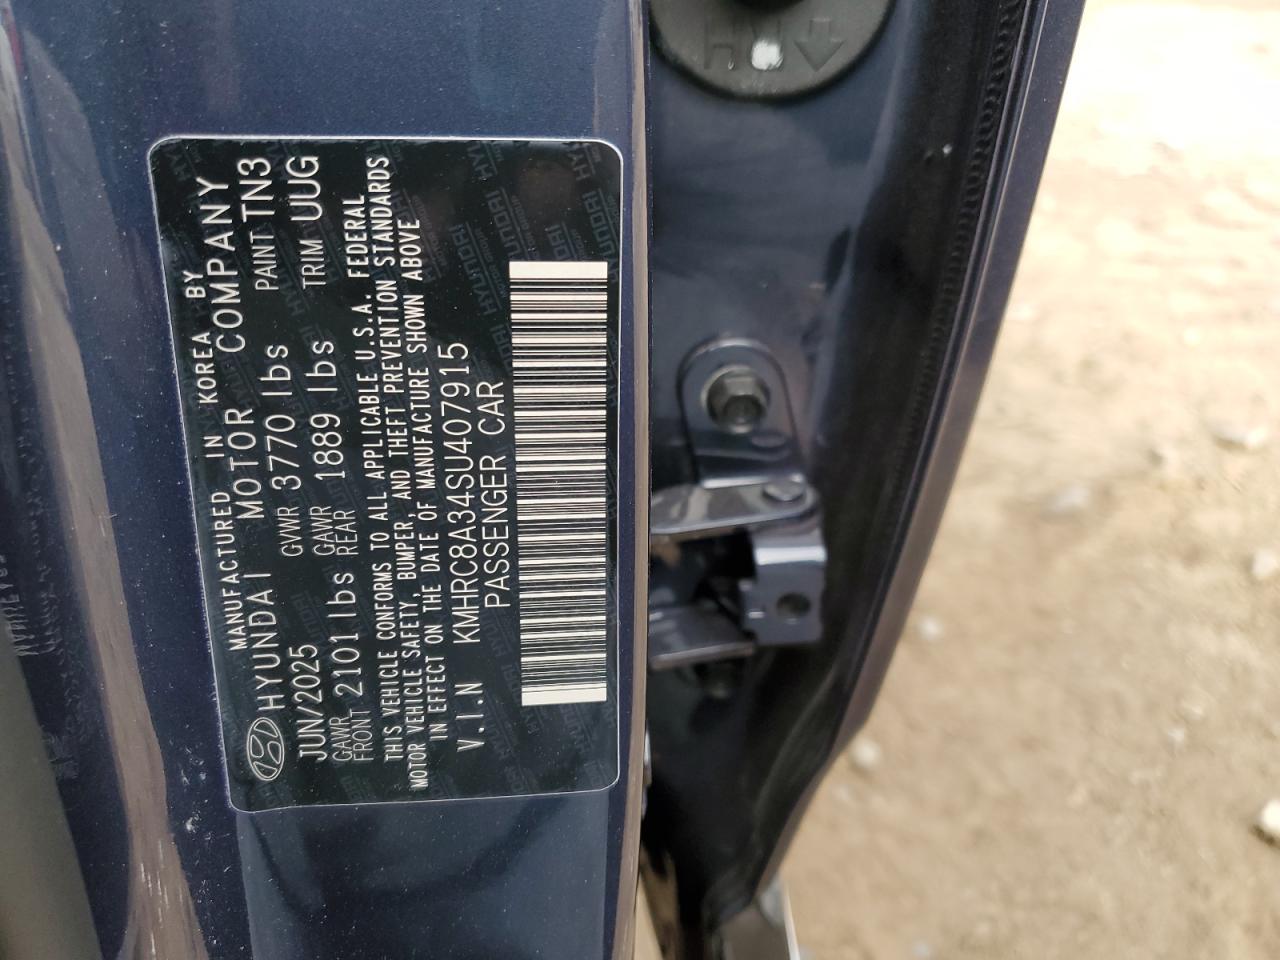 MANUFACTURED IN KOREA BY
HYUNDAI MOTOR COMPANY
JUN/2025 GVWR 3770 lbs PAINT TN3
GAWR FRONT 2101 lbs GAWR REAR 1889 lbs TRIM UUG
THIS VEHICLE CONFORMS TO ALL APPLICABLE U.S.A. FEDERAL
MOTOR VEHICLE SAFETY, BUMPER, AND THEFT PREVENTION STANDARDS
IN EFFECT ON THE DATE OF MANUFACTURE SHOWN ABOVE
V.I.N KMHRC8A34SU407915
PASSENGER CAR